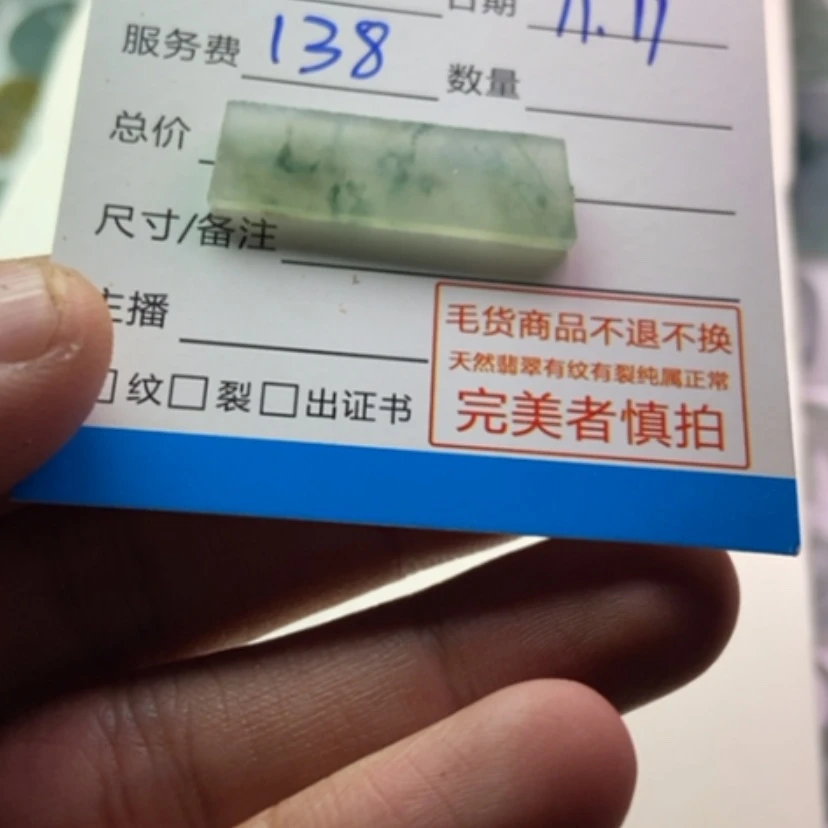 日期 11.11
服务费 138 数量
总价
尺寸/备注
主播
毛货商品不退不换
天然翡翠有纹有裂纯属正常
完美者慎拍
□纹□裂□出证书